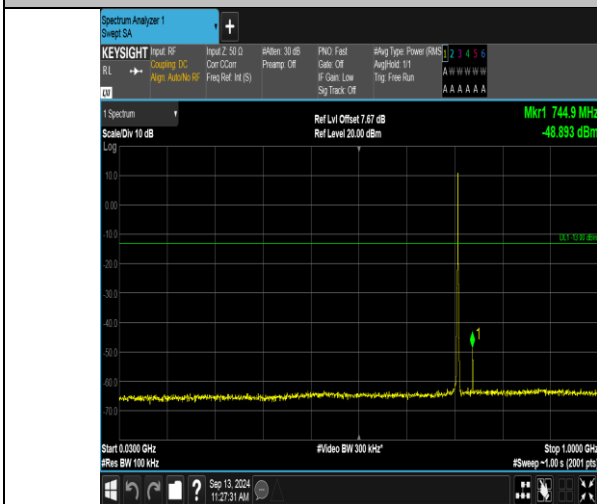 Spectrum Analyzer 1
Swept SA
+
KEYSIGHT Input: RF Input Z: 50 Ω #Atten: 30 dB PNO: Fast #Avg Type: Power (RMS 1 2 3 4 5 6
RL Coupling: DC Corr CCorr Preamp: Off Gate: Off Avg|Hold: 1/1 A W W W W W
Align: Auto/No RF Freq Ref: Int (S) IF Gain: Low Trig: Free Run
LXI Sig Track: Off A A A A A A
1 Spectrum Ref Lvl Offset 7.67 dB Mkr1 744.9 MHz
Scale/Div 10 dB Ref Level 20.00 dBm -48.893 dBm
Log
10.0
0.00
-10.0
DL1 -13.00 dBm
-20.0
-30.0
-40.0
1
-50.0
-60.0
-70.0
Start 0.0300 GHz #Video BW 300 kHz* Stop 1.0000 GHz
#Res BW 100 kHz #Sweep ~1.00 s (2001 pts)
? Sep 13, 2024
11:27:31 AM